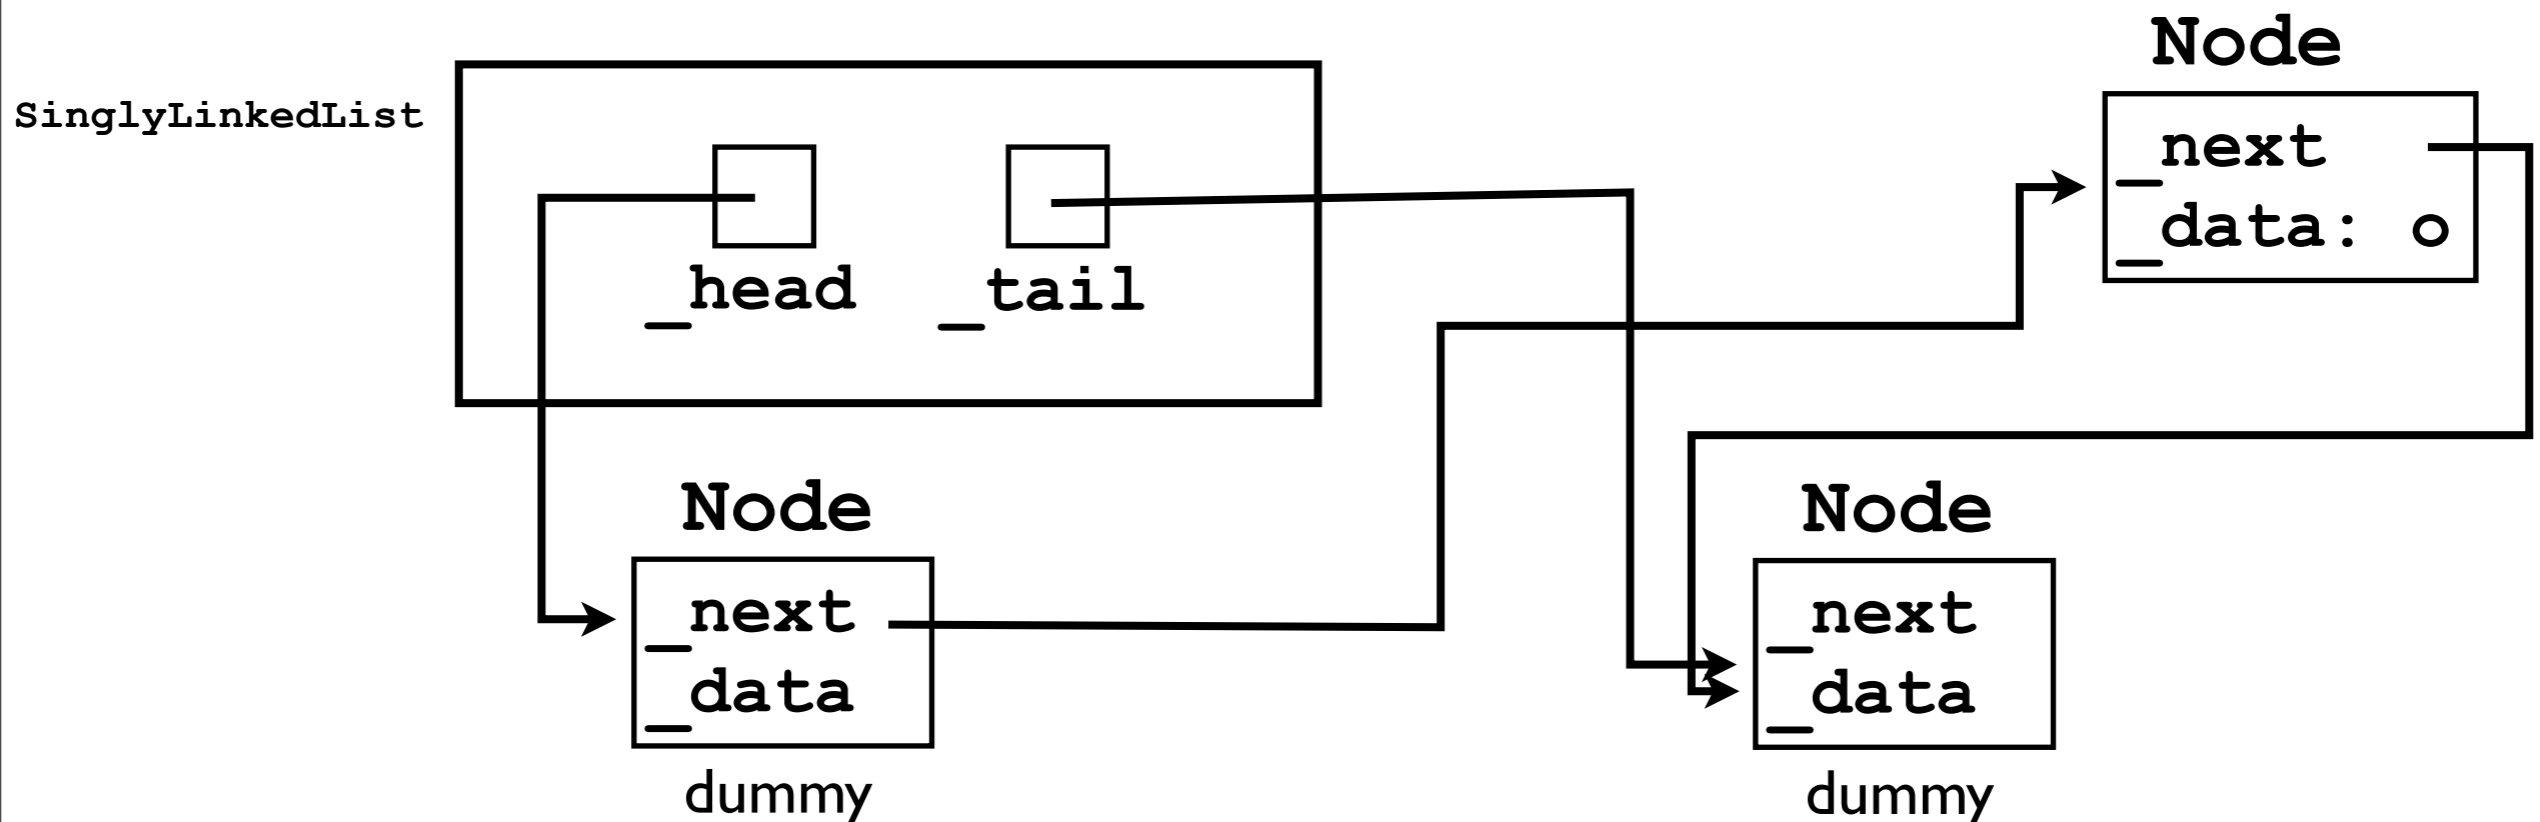 SinglyLinkedList
_head
_tail
Node
_next
_data: o
Node
_next
_data
dummy
Node
_next
_data
dummy